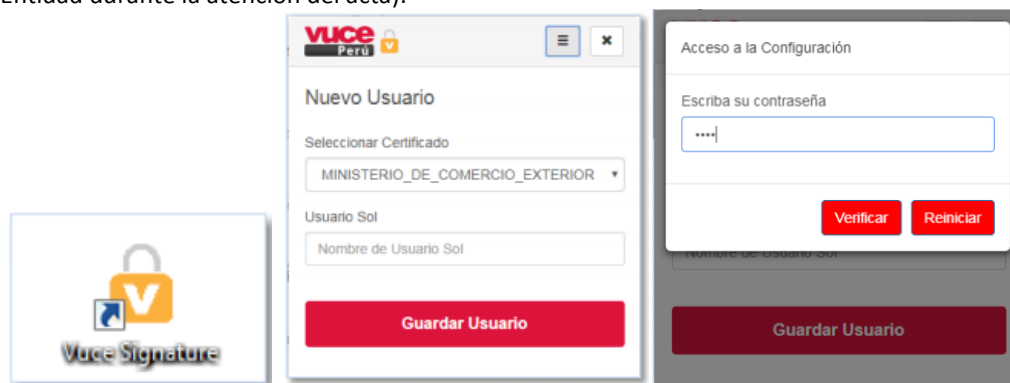 Entidad durante la atención del acta).
vuce
Perú
Nuevo Usuario
Seleccionar Certificado
MINISTERIO_DE_COMERCIO_EXTERIOR
Usuario Sol
Nombre de Usuario Sol
Guardar Usuario
V
Vuce Signature
Acceso a la Configuración
Escriba su contraseña
Verificar
Reiniciar
Nombre de Usuario Sol
Guardar Usuario